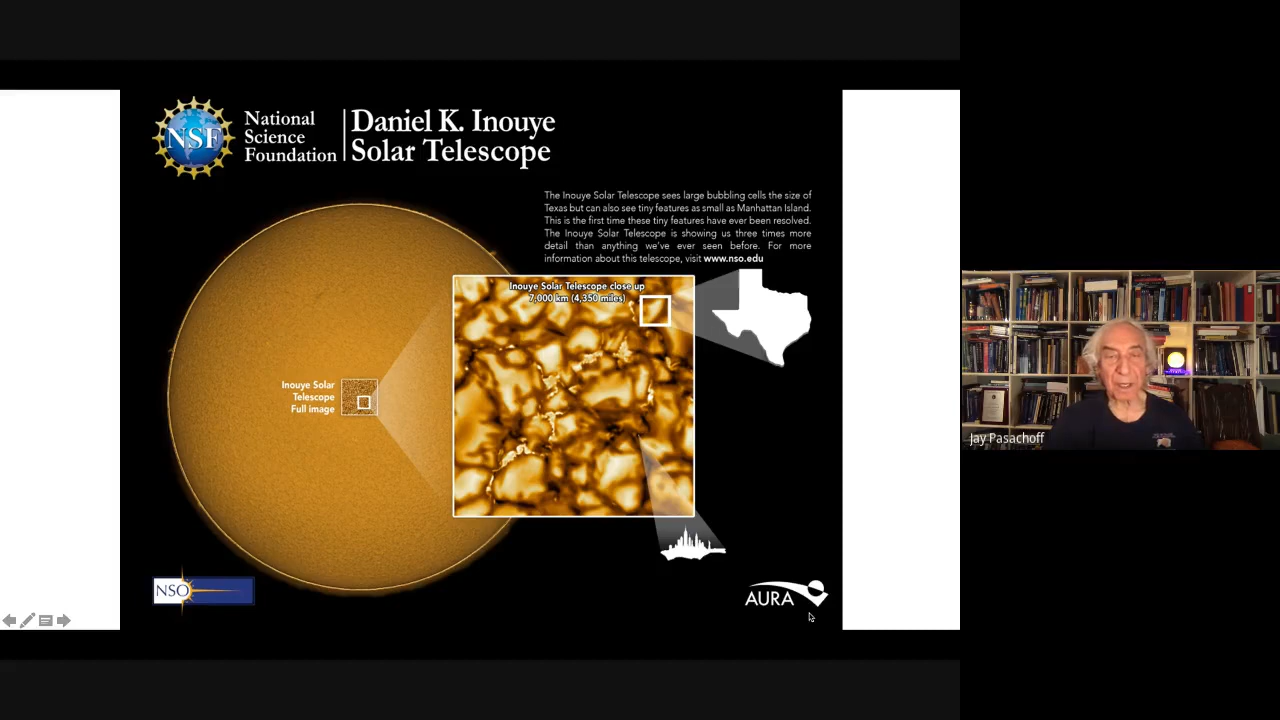 NSF
National
Science
Foundation
Daniel K. Inouye
Solar Telescope
The Inouye Solar Telescope sees large bubbling cells the size of
Texas but can also see tiny features as small as Manhattan Island.
This is the first time these tiny features have ever been resolved.
The Inouye Solar Telescope is showing us three times more
detail than anything we've ever seen before. For more
information about this telescope, visit www.nso.edu
Inouye Solar Telescope close up
7,000 km (4,350 miles)
Inouye Solar
Telescope
Full image
NSO
AURA
Jay Pasachoff